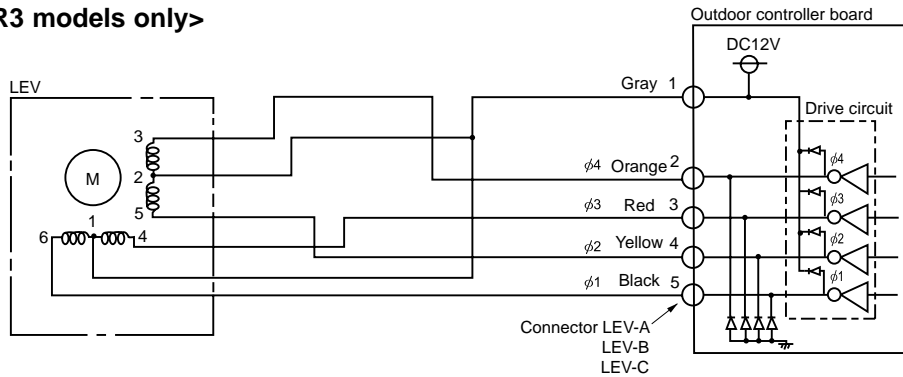 R3 models only>
Outdoor controller board
DC12V
LEV
Gray 1
Drive circuit
3
M
2
5
1
6
4
ϕ4 Orange 2
ϕ4
ϕ3 Red 3
ϕ3
ϕ2 Yellow 4
ϕ2
ϕ1 Black 5
ϕ1
Connector LEV-A
LEV-B
LEV-C